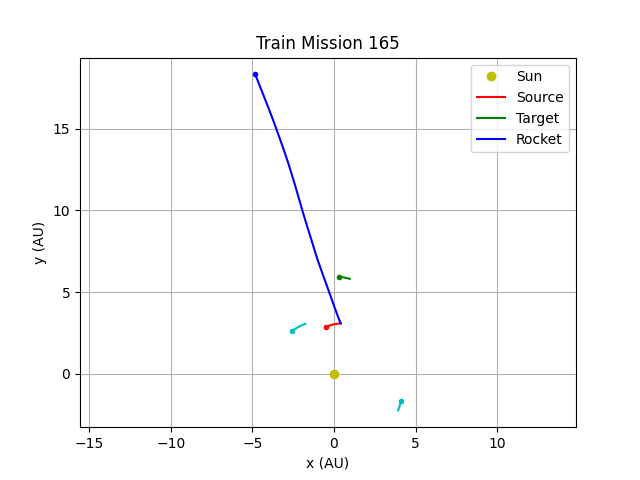 Train Mission 165
Sun
Source
Target
Rocket
y (AU)
15
10
5
0
−15
−10
−5
0
5
10
x (AU)